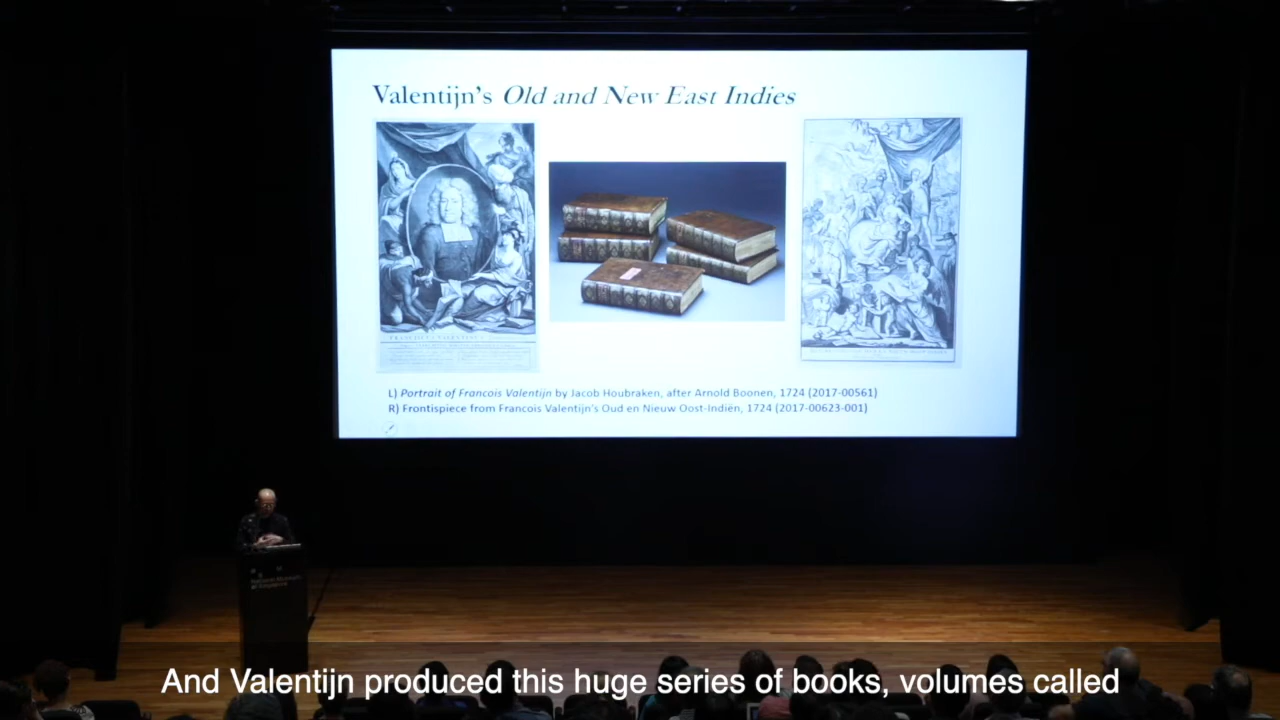 Valentijn's Old and New East Indies
L) Portrait of Francois Valentijn by Jacob Houbraken, after Arnold Boonen, 1724 (2017-00561)
R) Frontispiece from Francois Valentijn's Oud en Nieuw Oost-Indiën, 1724 (2017-00623-001)
And Valentijn produced this huge series of books, volumes called